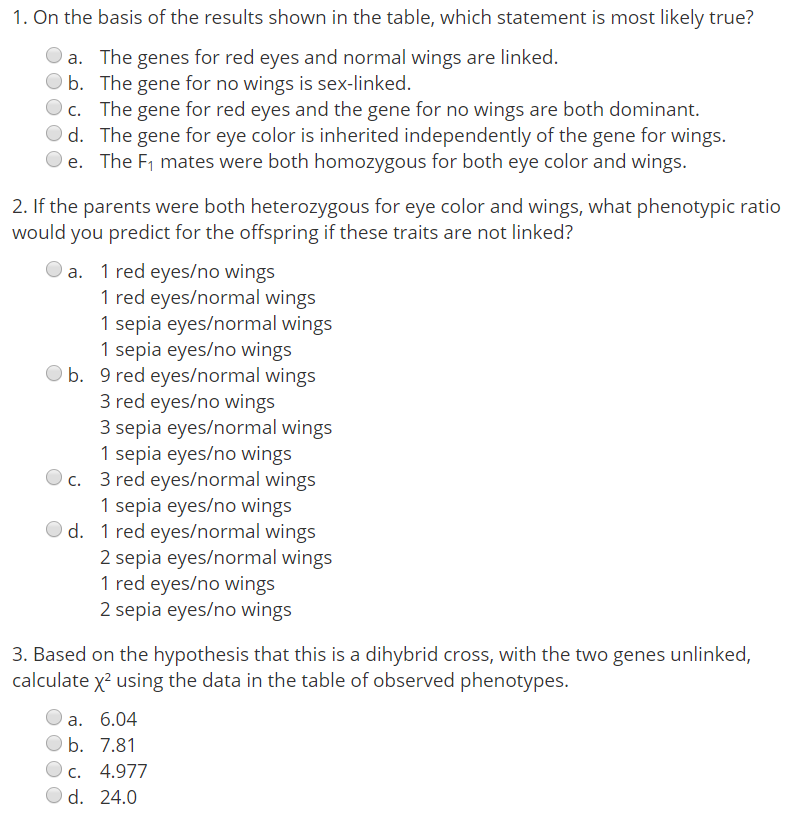 1. On the basis of the results shown in the table, which statement is most likely true?
a. The genes for red eyes and normal wings are linked.
b. The gene for no wings is sex-linked.
c. The gene for red eyes and the gene for no wings are both dominant.
d. The gene for eye color is inherited independently of the gene for wings.
e. The F₁ mates were both homozygous for both eye color and wings.
2. If the parents were both heterozygous for eye color and wings, what phenotypic ratio
would you predict for the offspring if these traits are not linked?
a. 1 red eyes/no wings
1 red eyes/normal wings
1 sepia eyes/normal wings
1 sepia eyes/no wings
b. 9 red eyes/normal wings
3 red eyes/no wings
3 sepia eyes/normal wings
1 sepia eyes/no wings
c. 3 red eyes/normal wings
1 sepia eyes/no wings
d. 1 red eyes/normal wings
2 sepia eyes/normal wings
1 red eyes/no wings
2 sepia eyes/no wings
3. Based on the hypothesis that this is a dihybrid cross, with the two genes unlinked,
calculate χ² using the data in the table of observed phenotypes.
a. 6.04
b. 7.81
c. 4.977
d. 24.0